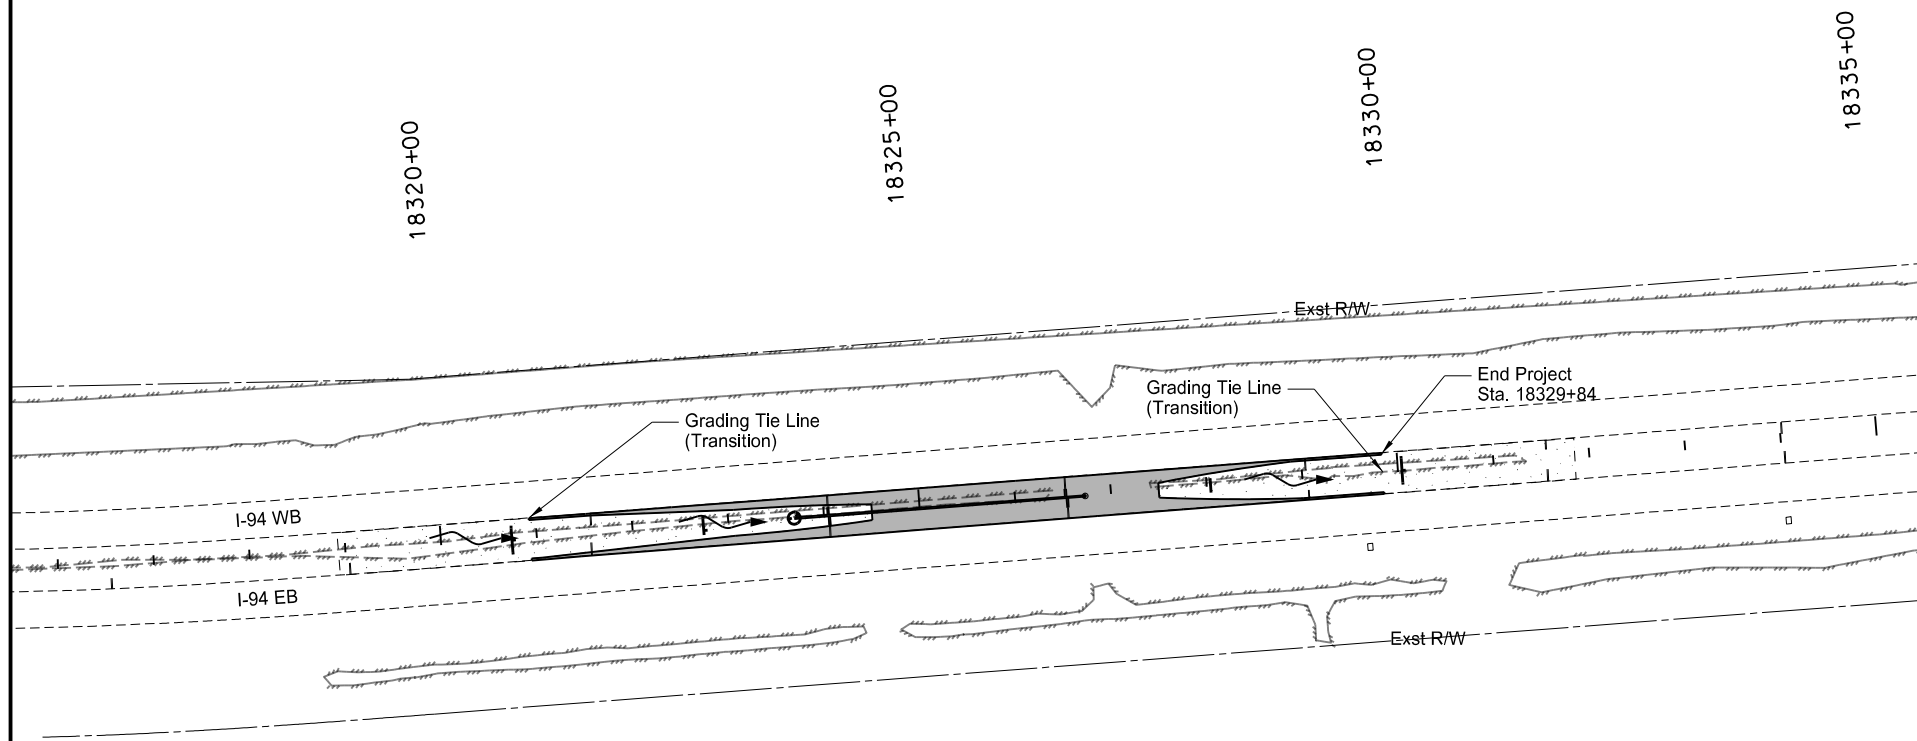 18320+00
18325+00
18330+00
18335+00
Exst R/W
Grading Tie Line
(Transition)
End Project
Sta. 18329+84
Grading Tie Line
(Transition)
I-94 WB
I-94 EB
Exst R/W